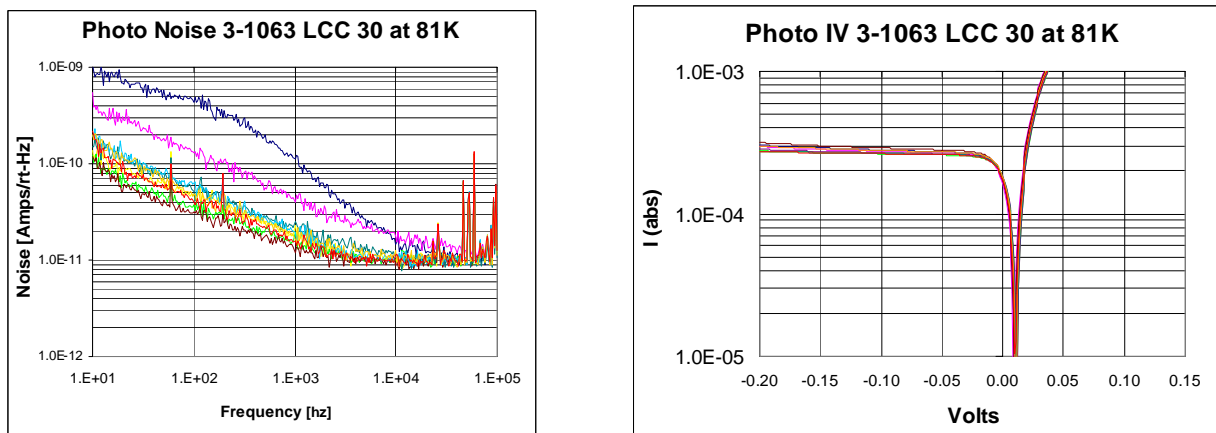 Photo Noise 3-1063 LCC 30 at 81K
1.0E-09
1.0E-10
1.0E-11
1.0E-12
Noise [Amps/rt-Hz]
1.E+01 1.E+02 1.E+03 1.E+04 1.E+05
Frequency [hz]
Photo IV 3-1063 LCC 30 at 81K
1.0E-03
1.0E-04
1.0E-05
I (abs)
-0.20 -0.15 -0.10 -0.05 0.00 0.05 0.10 0.15
Volts